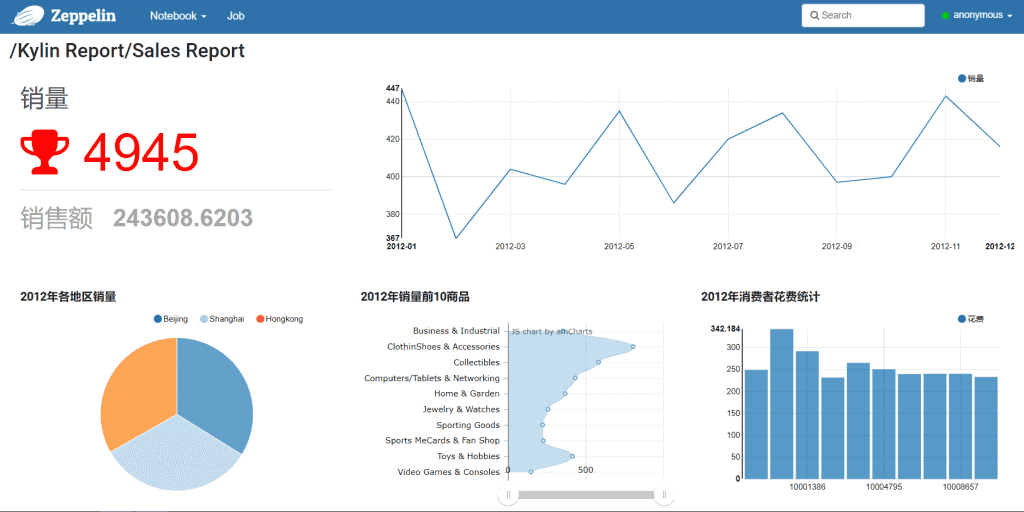 Zeppelin
Notebook
Job
Search
anonymous
/Kylin Report/Sales Report
销量
4945
销售额 243608.6203
销量
447
440
420
400
380
367
2012-01
2012-03
2012-05
2012-07
2012-09
2012-11
2012-12
2012年各地区销量
Beijing
Shanghai
Hongkong
2012年销量前10商品
JS chart by amCharts
Business & Industrial
ClothinShoes & Accessories
Collectibles
Computers/Tablets & Networking
Home & Garden
Jewelry & Watches
Sporting Goods
Sports MeCards & Fan Shop
Toys & Hobbies
Video Games & Consoles
0
500
2012年消费者花费统计
花费
342.184
300
250
200
150
100
50
0
10001386
10004795
10008657